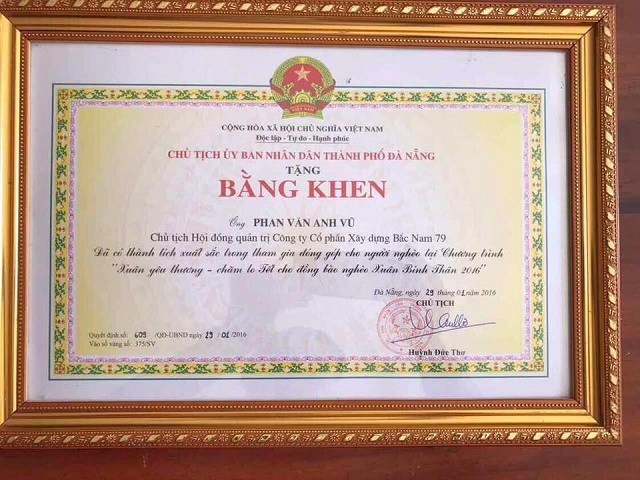 CỘNG HÒA XÃ HỘI CHỦ NGHĨA VIỆT NAM
Độc lập - Tự do - Hạnh phúc
CHỦ TỊCH ỦY BAN NHÂN DÂN THÀNH PHỐ ĐÀ NẴNG
TẶNG
BẰNG KHEN
Ông PHAN VĂN ANH VŨ
Chủ tịch Hội đồng quản trị Công ty Cổ phần Xây dựng Bắc Nam 79
Đã có thành tích xuất sắc trong tham gia đóng góp cho người nghèo tại Chương trình
"Xuân yêu thương - chăm lo Tết cho đồng bào nghèo Xuân Bính Thân 2016"
Đà Nẵng, ngày 29 tháng 01 năm 2016
CHỦ TỊCH
Quyết định số: 609 /QĐ-UBND ngày 29 /01 /2016
Vào sổ vàng số: 375/SV
Huỳnh Đức Thơ